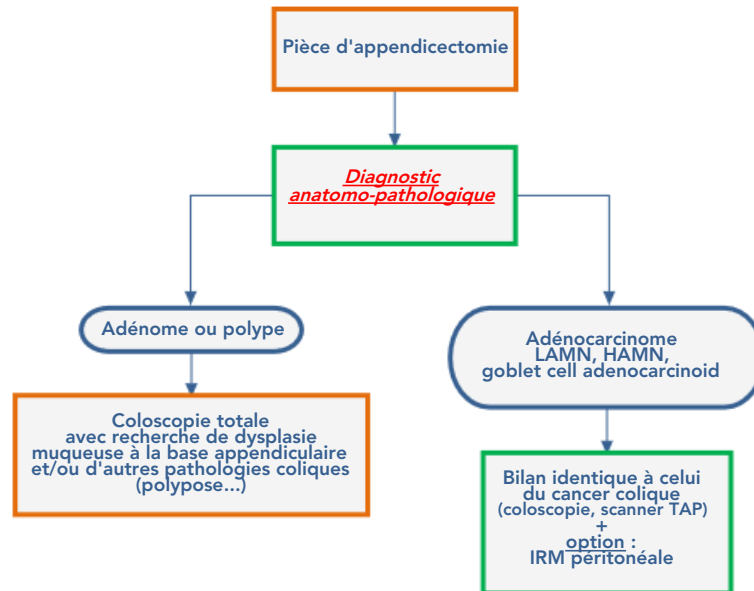 Pièce d'appendicectomie
Diagnostic
anatomo-pathologique
Adénome ou polype
Adénocarcinome
LAMN, HAMN,
goblet cell adenocarcinoid
Coloscopie totale
avec recherche de dysplasie
muqueuse à la base appendiculaire
et/ou d'autres pathologies coliques
(polypose...)
Bilan identique à celui
du cancer colique
(coloscopie, scanner TAP)
+
option :
IRM péritonéale